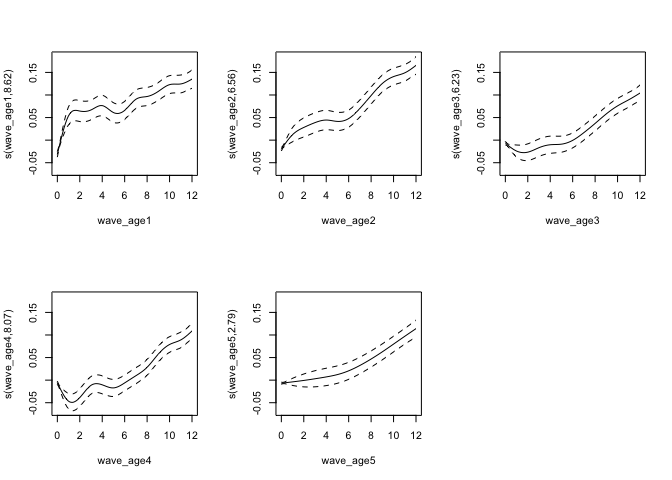 s(wave_age1,8.62)
0.15
0.05
-0.05
0 2 4 6 8 10 12
wave_age1
s(wave_age2,6.56)
0.15
0.05
-0.05
0 2 4 6 8 10 12
wave_age2
s(wave_age3,6.23)
0.15
0.05
-0.05
0 2 4 6 8 10 12
wave_age3
s(wave_age4,8.07)
0.15
0.05
-0.05
0 2 4 6 8 10 12
wave_age4
s(wave_age5,2.79)
0.15
0.05
-0.05
0 2 4 6 8 10 12
wave_age5